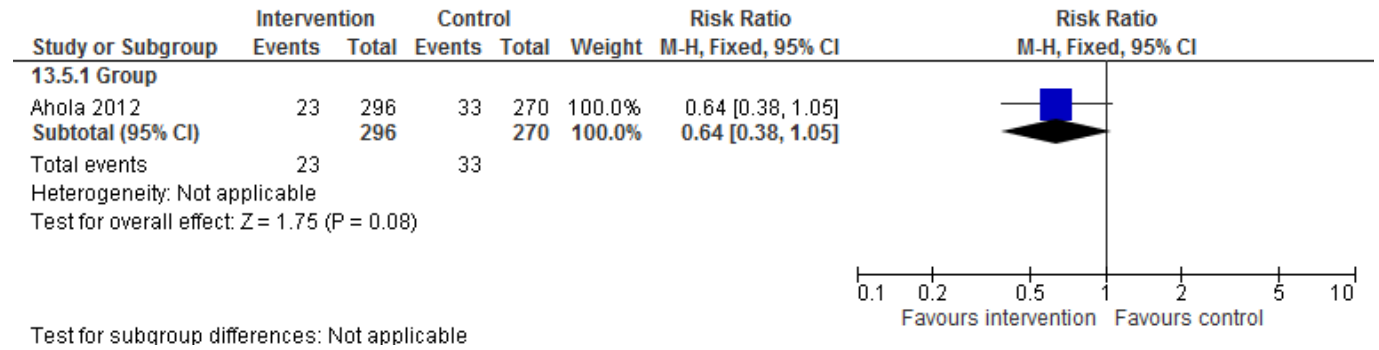 Intervention Control Risk Ratio Risk Ratio
Study or Subgroup Events Total Events Total Weight M-H, Fixed, 95% CI M-H, Fixed, 95% CI
13.5.1 Group
Ahola 2012 23 296 33 270 100.0% 0.64 [0.38, 1.05]
Subtotal (95% CI) 296 270 100.0% 0.64 [0.38, 1.05]
Total events 23 33
Heterogeneity: Not applicable
Test for overall effect: Z = 1.75 (P = 0.08)
0.1 0.2 0.5 1 2 5 10
Favours intervention Favours control
Test for subgroup differences: Not applicable